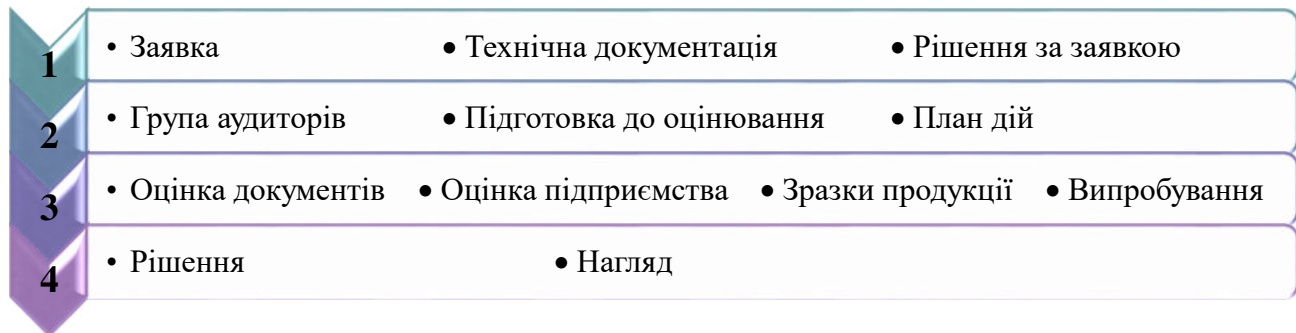 1 • Заявка • Технічна документація • Рішення за заявкою
2 • Група аудиторів • Підготовка до оцінювання • План дій
3 • Оцінка документів • Оцінка підприємства • Зразки продукції • Випробування
4 • Рішення • Нагляд